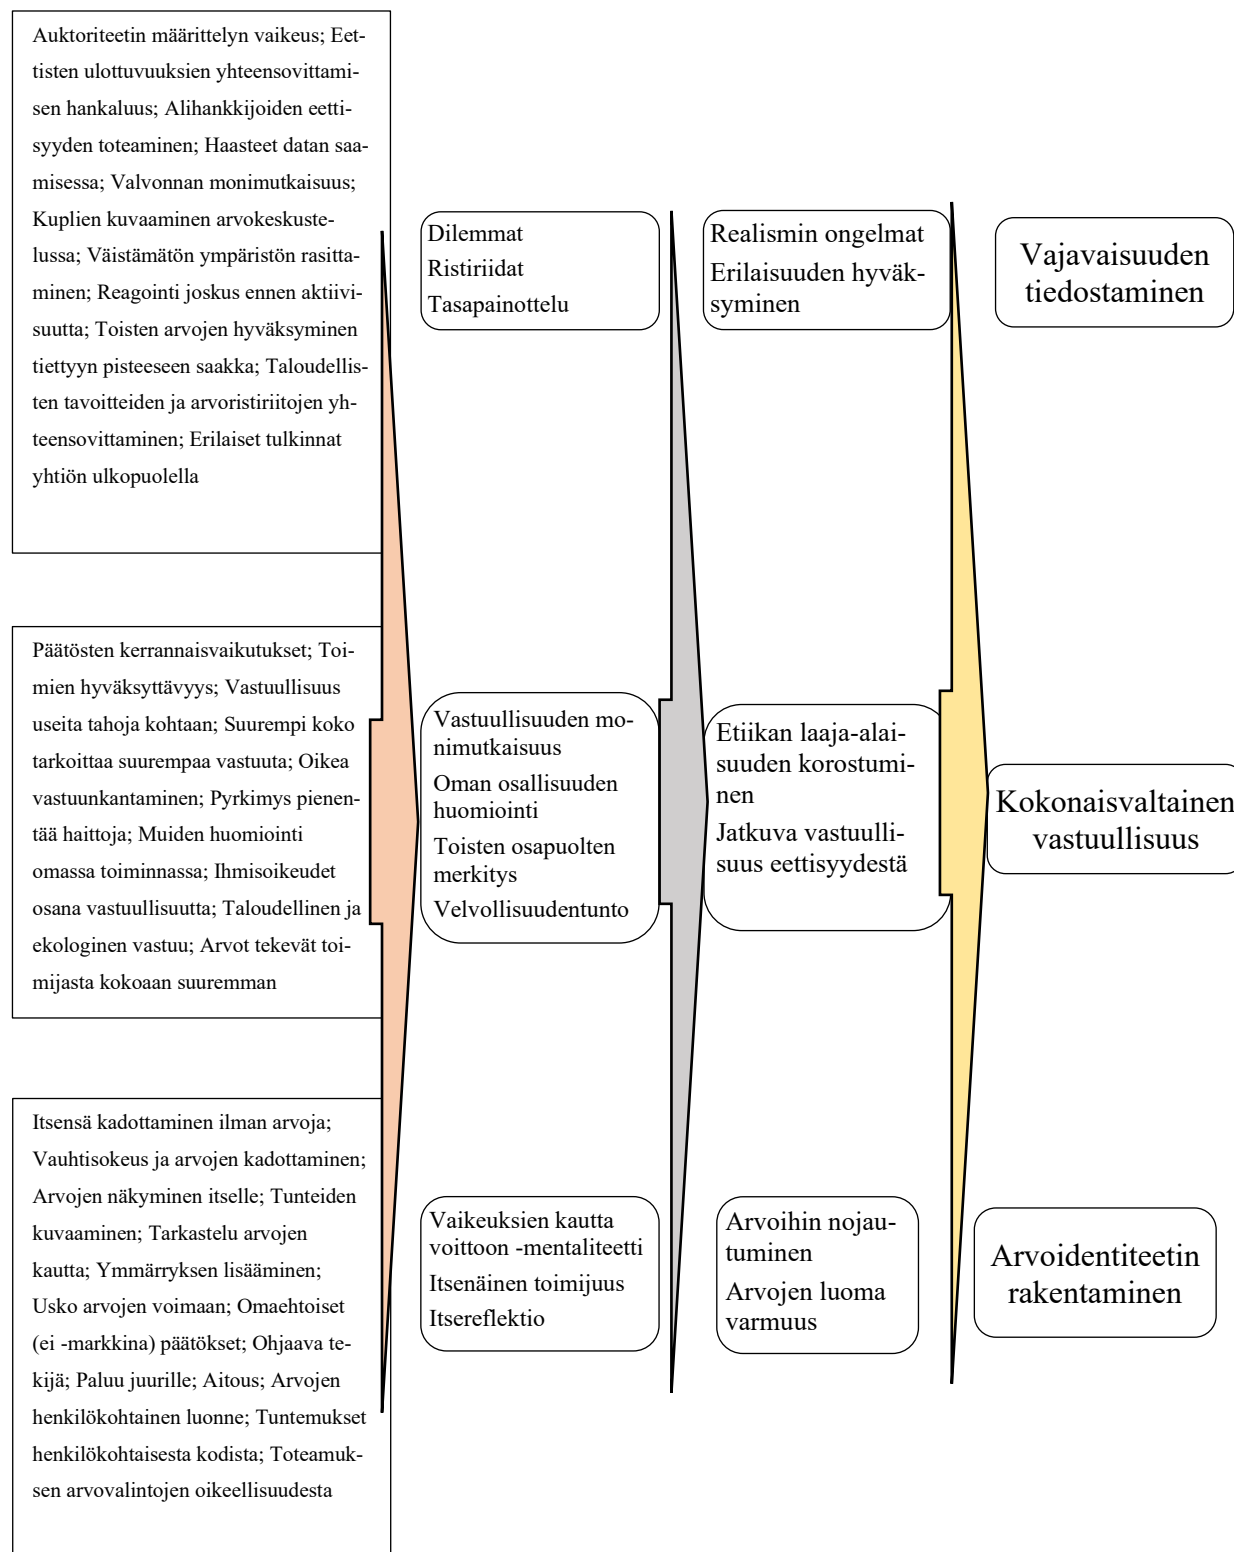 Auktoriteetin määrittelyn vaikeus; Eet-
tisten ulottuvuuksien yhteensovittami-
sen hankaluus; Alihankkijoiden eetti-
syyden toteaminen; Haasteet datan saa-
misessa; Valvonnan monimutkaisuus;
Kuplien kuvaaminen arvokeskuste-
lussa; Väistämätön ympäristön rasitta-
minen; Reagointi joskus ennen aktiivi-
suutta; Toisten arvojen hyväksyminen
tiettyyn pisteeseen saakka; Taloudellis-
ten tavoitteiden ja arvoristiriitojen yh-
teensovittaminen; Erilaiset tulkinnat
yhtiön ulkopuolella
Dilemmat
Ristiriidat
Tasapainottelu
Realismin ongelmat
Erilaisuuden hyväk-
syminen
Vajavaisuuden
tiedostaminen
Päätösten kerrannaisvaikutukset; Toi-
mien hyväksyttävyys; Vastuullisuus
useita tahoja kohtaan; Suurempi koko
tarkoittaa suurempaa vastuuta; Oikea
vastuunkantaminen; Pyrkimys pienen-
tää haittoja; Muiden huomiointi
omassa toiminnassa; Ihmisoikeudet
osana vastuullisuutta; Taloudellinen ja
ekologinen vastuu; Arvot tekevät toi-
mijasta kokoaan suuremman
Vastuullisuuden mo-
nimutkaisuus
Oman osallisuuden
huomiointi
Toisten osapuolten
merkitys
Velvollisuudentunto
Etiikan laaja-alai-
suuden korostumi-
nen
Jatkuva vastuulli-
suus eettisyydestä
Kokonaisvaltainen
vastuullisuus
Itsensä kadottaminen ilman arvoja;
Vauhtisokeus ja arvojen kadottaminen;
Arvojen näkyminen itselle; Tunteiden
kuvaaminen; Tarkastelu arvojen
kautta; Ymmärryksen lisääminen;
Usko arvojen voimaan; Omaehtoiset
(ei -markkina) päätökset; Ohjaava te-
kijä; Paluu juurille; Aitous; Arvojen
henkilökohtainen luonne; Tuntemukset
henkilökohtaisesta kodista; Toteamuk-
sen arvovalintojen oikeellisuudesta
Vaikeuksien kautta
voittoon -mentaliteetti
Itsenäinen toimijuus
Itsereflektio
Arvoihin nojau-
tuminen
Arvojen luoma
varmuus
Arvoidentiteetin
rakentaminen